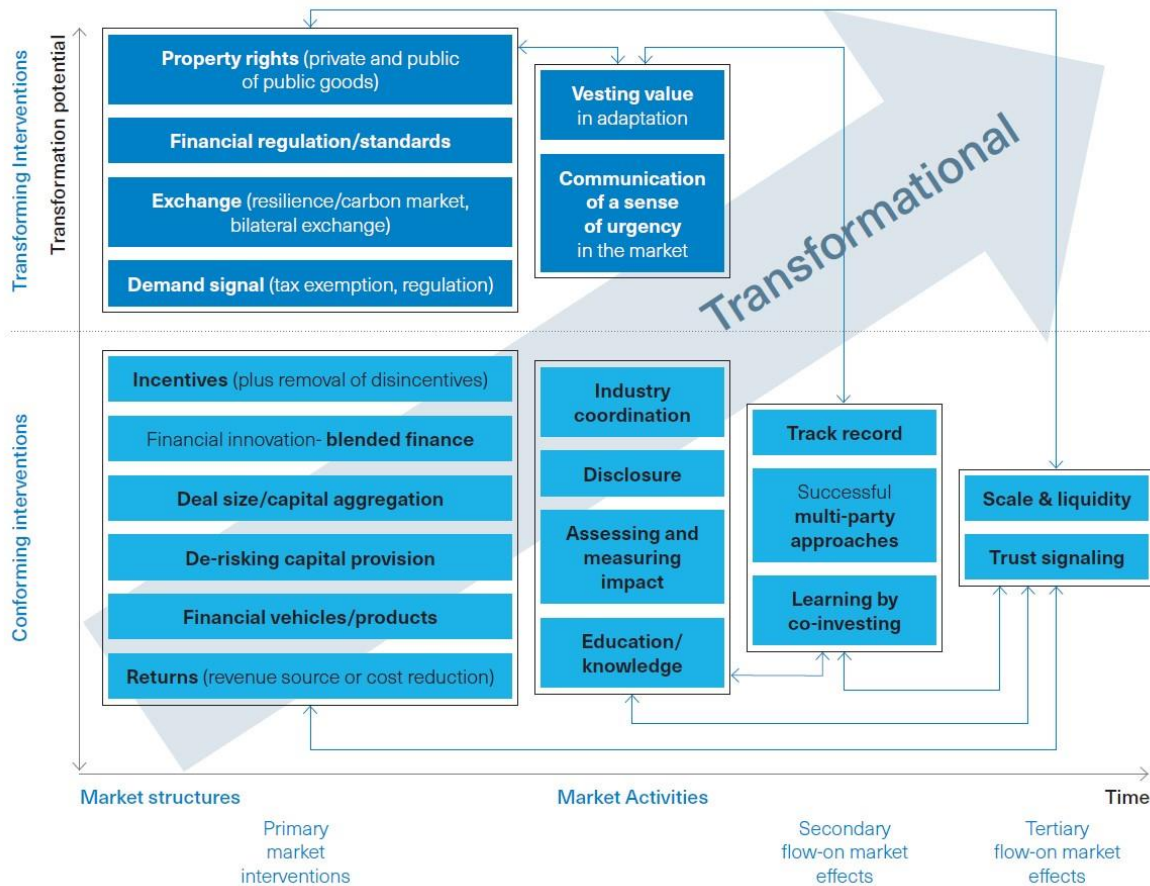 Transforming Interventions
Transformation potential
Property rights (private and public
of public goods)
Financial regulation/standards
Exchange (resilience/carbon market,
bilateral exchange)
Demand signal (tax exemption, regulation)
Vesting value
in adaptation
Communication
of a sense
of urgency
in the market
Transformational
Conforming interventions
Incentives (plus removal of disincentives)
Financial innovation- blended finance
Deal size/capital aggregation
De-risking capital provision
Financial vehicles/products
Returns (revenue source or cost reduction)
Industry
coordination
Disclosure
Assessing and
measuring
impact
Education/
knowledge
Track record
Successful
multi-party
approaches
Learning by
co-investing
Scale & liquidity
Trust signaling
Market structures
Market Activities
Time
Primary
market
interventions
Secondary
flow-on market
effects
Tertiary
flow-on market
effects